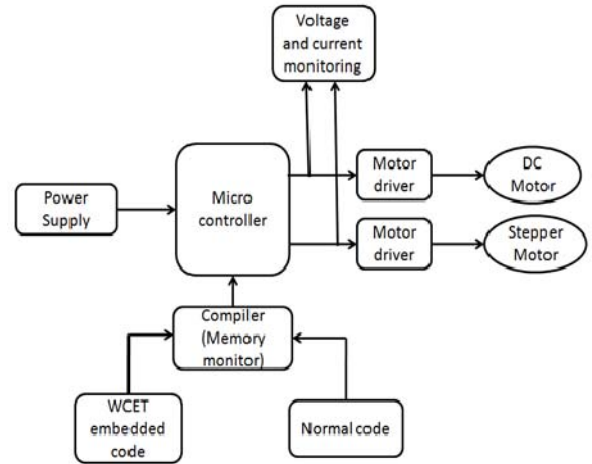 Voltage
and current
monitoring
Power
Supply
Micro
controller
Motor
driver
DC
Motor
Motor
driver
Stepper
Motor
Compiler
(Memory
monitor)
WCET
embedded
code
Normal code